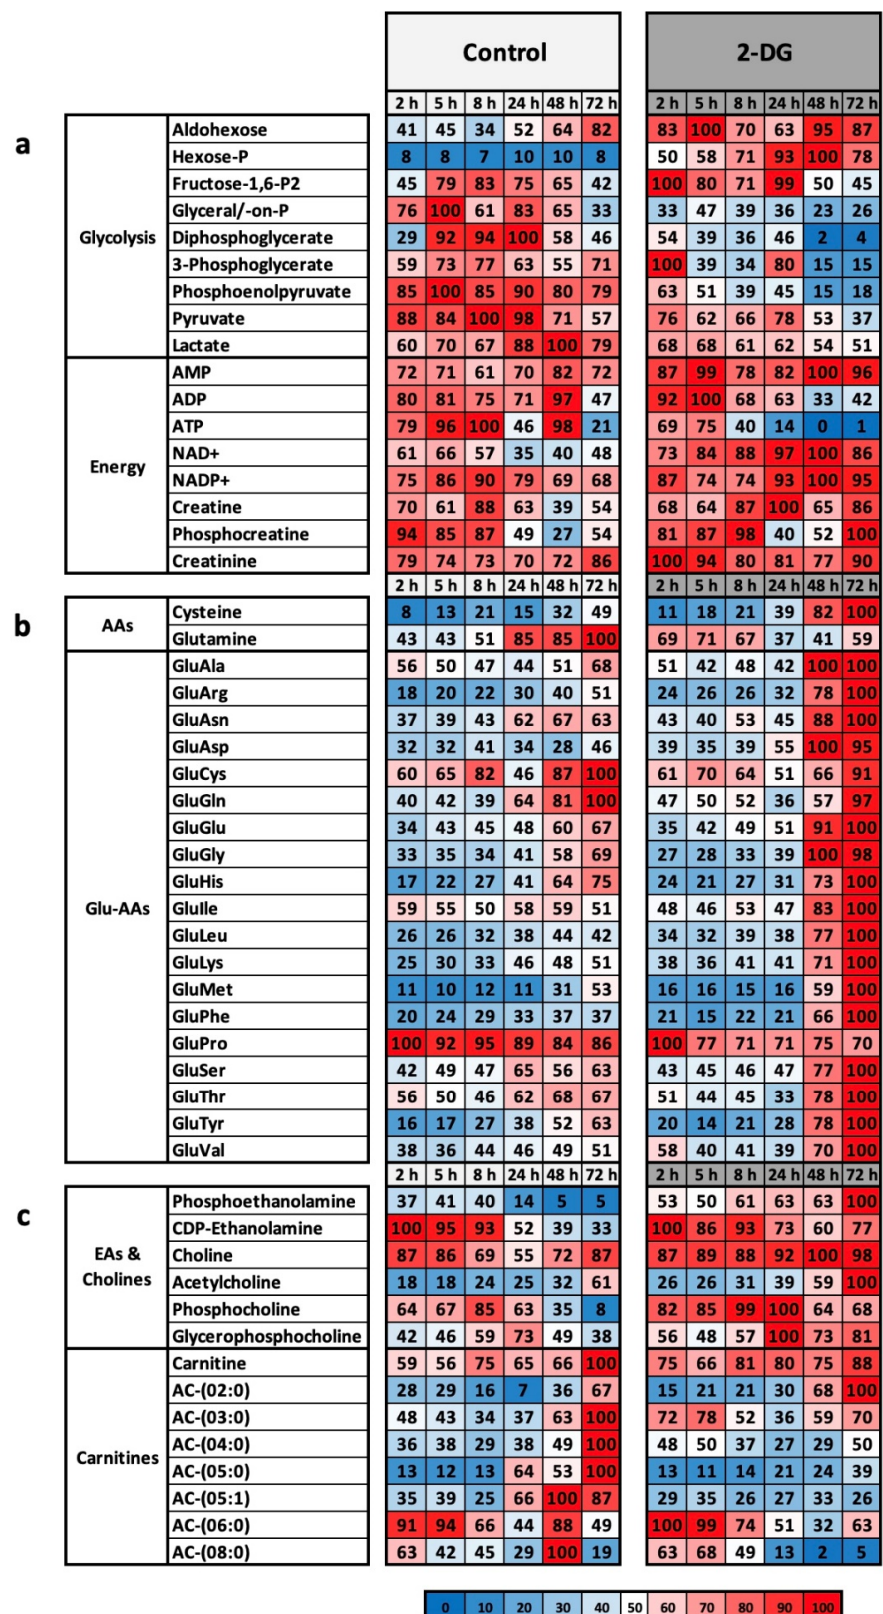 Control 2-DG
2 h 5 h 8 h 24 h 48 h 72 h 2 h 5 h 8 h 24 h 48 h 72 h
a
Glycolysis
Aldohexose 41 45 34 52 64 82 83 100 70 63 95 87
Hexose-P 8 8 7 10 10 8 50 58 71 93 100 78
Fructose-1,6-P2 45 79 83 75 65 42 100 80 71 99 50 45
Glyceral/-on-P 76 100 61 83 65 33 33 47 39 36 23 26
Diphosphoglycerate 29 92 94 100 58 46 54 39 36 46 2 4
3-Phosphoglycerate 59 73 77 63 55 71 100 39 34 80 15 15
Phosphoenolpyruvate 85 100 85 90 80 79 63 51 39 45 15 18
Pyruvate 88 84 100 98 71 57 76 62 66 78 53 37
Lactate 60 70 67 88 100 79 68 68 61 62 54 51
Energy
AMP 72 71 61 70 82 72 87 99 78 82 100 96
ADP 80 81 75 71 97 47 92 100 68 63 33 42
ATP 79 96 100 46 98 21 69 75 40 14 0 1
NAD+ 61 66 57 35 40 48 73 84 88 97 100 86
NADP+ 75 86 90 79 69 68 87 74 74 93 100 95
Creatine 70 61 88 63 39 54 68 64 87 100 65 86
Phosphocreatine 94 85 87 49 27 54 81 87 98 40 52 100
Creatinine 79 74 73 70 72 86 100 94 80 81 77 90
2 h 5 h 8 h 24 h 48 h 72 h 2 h 5 h 8 h 24 h 48 h 72 h
b
AAs
Cysteine 8 13 21 15 32 49 11 18 21 39 82 100
Glutamine 43 43 51 85 85 100 69 71 67 37 41 59
Glu-AAs
GluAla 56 50 47 44 51 68 51 42 48 42 100 100
GluArg 18 20 22 30 40 51 24 26 26 32 78 100
GluAsn 37 39 43 62 67 63 43 40 53 45 88 100
GluAsp 32 32 41 34 28 46 39 35 39 55 100 95
GluCys 60 65 82 46 87 100 61 70 64 51 66 91
GluGln 40 42 39 64 81 100 47 50 52 36 57 97
GluGlu 34 43 45 48 60 67 35 42 49 51 91 100
GluGly 33 35 34 41 58 69 27 28 33 39 100 98
GluHis 17 22 27 41 64 75 24 21 27 31 73 100
GluIle 59 55 50 58 59 51 48 46 53 47 83 100
GluLeu 26 26 32 38 44 42 34 32 39 38 77 100
GluLys 25 30 33 46 48 51 38 36 41 41 71 100
GluMet 11 10 12 11 31 53 16 16 15 16 59 100
GluPhe 20 24 29 33 37 37 21 15 22 21 66 100
GluPro 100 92 95 89 84 86 100 77 71 71 75 70
GluSer 42 49 47 65 56 63 43 45 46 47 77 100
GluThr 56 50 46 62 68 67 51 44 45 33 78 100
GluTyr 16 17 27 38 52 63 20 14 21 28 78 100
GluVal 38 36 44 46 49 51 58 40 41 39 70 100
2 h 5 h 8 h 24 h 48 h 72 h 2 h 5 h 8 h 24 h 48 h 72 h
c
EAs &
Cholines
Phosphoethanolamine 37 41 40 14 5 5 53 50 61 63 63 100
CDP-Ethanolamine 100 95 93 52 39 33 100 86 93 73 60 77
Choline 87 86 69 55 72 87 87 89 88 92 100 98
Acetylcholine 18 18 24 25 32 61 26 26 31 39 59 100
Phosphocholine 64 67 85 63 35 8 82 85 99 100 64 68
Glycerophosphocholine 42 46 59 73 49 38 56 48 57 100 73 81
Carnitines
Carnitine 59 56 75 65 66 100 75 66 81 80 75 88
AC-(02:0) 28 29 16 7 36 67 15 21 21 30 68 100
AC-(03:0) 48 43 34 37 63 100 72 78 52 36 59 70
AC-(04:0) 36 38 29 38 49 100 48 50 37 27 29 50
AC-(05:0) 13 12 13 64 53 100 13 11 14 21 24 39
AC-(05:1) 35 39 25 66 100 87 29 35 26 27 33 26
AC-(06:0) 91 94 66 44 88 49 100 99 74 51 32 63
AC-(08:0) 63 42 45 29 100 19 63 68 49 13 2 5
0 10 20 30 40 50 60 70 80 90 100